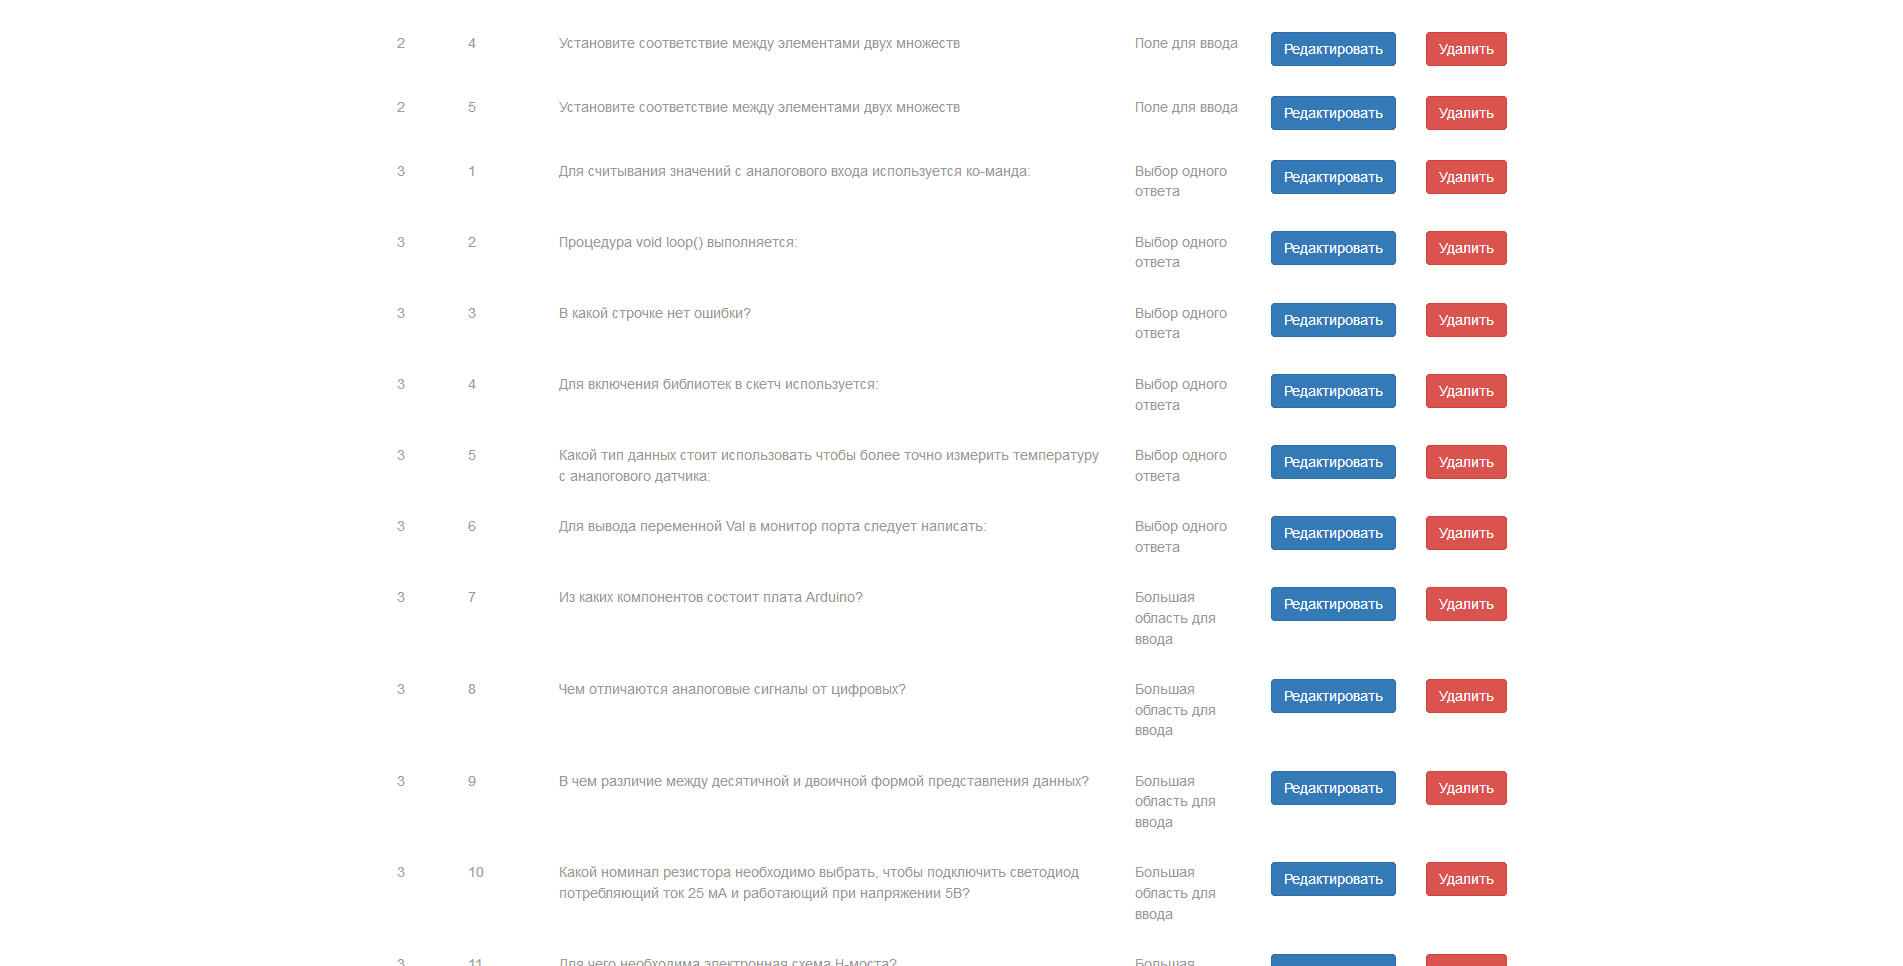 2 4 Установите соответствие между элементами двух множеств Поле для ввода Редактировать Удалить
2 5 Установите соответствие между элементами двух множеств Поле для ввода Редактировать Удалить
3 1 Для считывания значений с аналогового входа используется ко-манда: Выбор одного Редактировать Удалить
ответа
3 2 Процедура void loop() выполняется: Выбор одного Редактировать Удалить
ответа
3 3 В какой строчке нет ошибки? Выбор одного Редактировать Удалить
ответа
3 4 Для включения библиотек в скетч используется: Выбор одного Редактировать Удалить
ответа
3 5 Какой тип данных стоит использовать чтобы более точно измерить температуру Выбор одного Редактировать Удалить
с аналогового датчика: ответа
3 6 Для вывода переменной Val в монитор порта следует написать: Выбор одного Редактировать Удалить
ответа
3 7 Из каких компонентов состоит плата Arduino? Большая Редактировать Удалить
область для
ввода
3 8 Чем отличаются аналоговые сигналы от цифровых? Большая Редактировать Удалить
область для
ввода
3 9 В чем различие между десятичной и двоичной формой представления данных? Большая Редактировать Удалить
область для
ввода
3 10 Какой номинал резистора необходимо выбрать, чтобы подключить светодиод Большая Редактировать Удалить
потребляющий ток 25 мА и работающий при напряжении 5В? область для
ввода
3 11 Для чего необходима электронная схема Н-моста? Большая